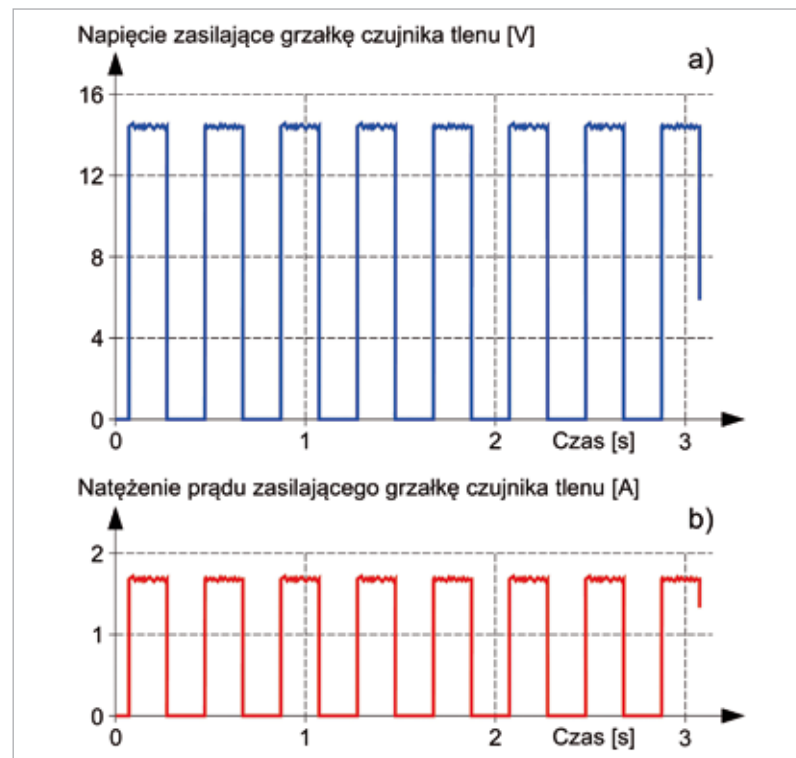 Napięcie zasilające grzałkę czujnika tlenu [V]
a)
16
12
8
4
0
0 1 2 Czas [s] 3
Natężenie prądu zasilającego grzałkę czujnika tlenu [A]
b)
2
1
0
0 1 2 Czas [s] 3